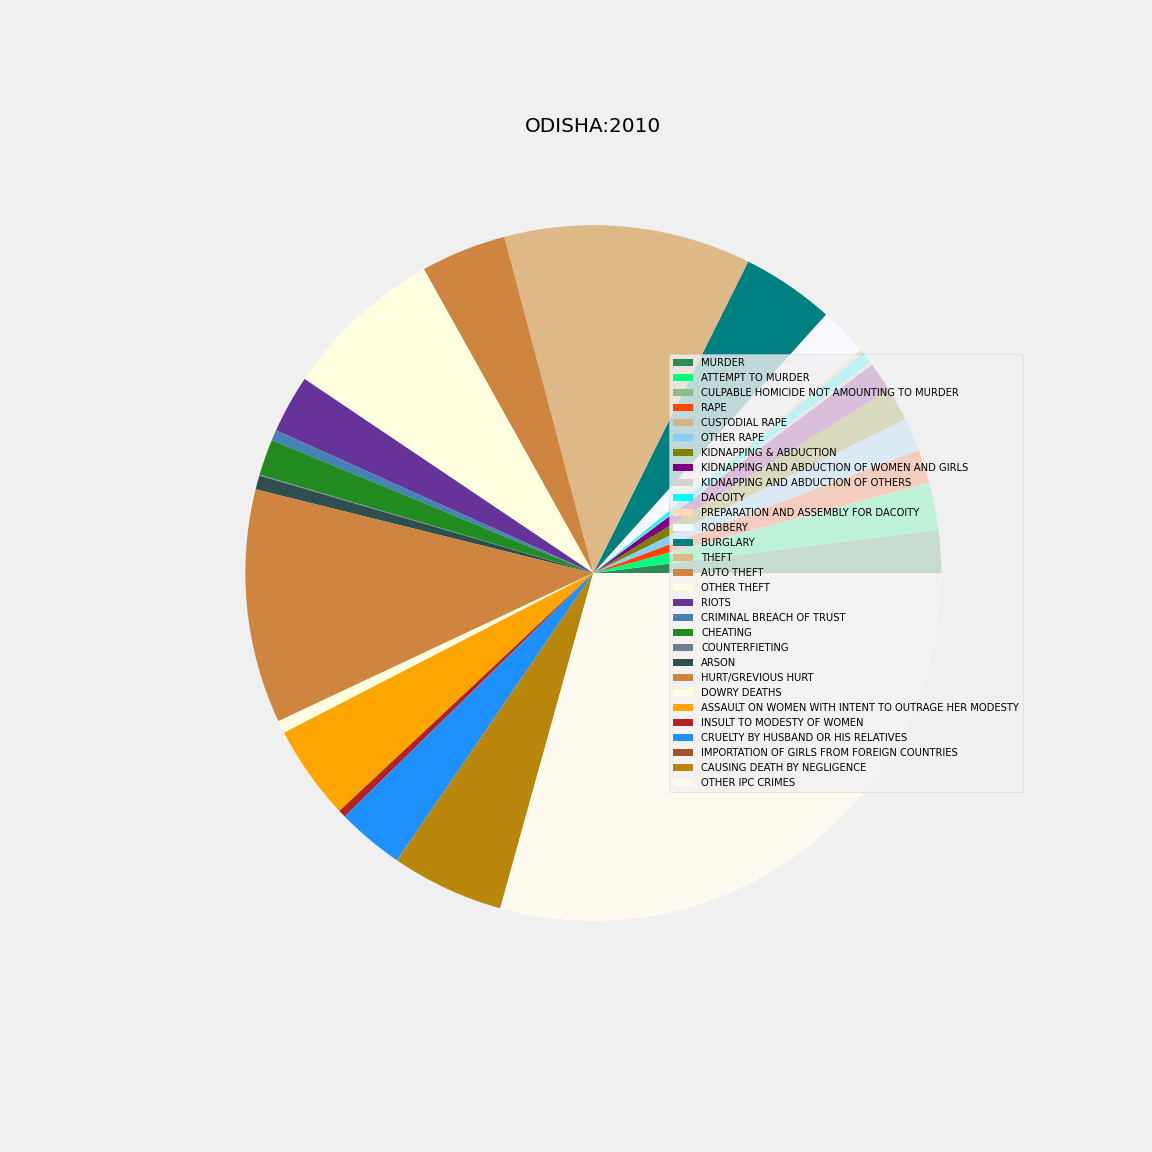 ODISHA:2010
MURDER
ATTEMPT TO MURDER
CULPABLE HOMICIDE NOT AMOUNTING TO MURDER
RAPE
CUSTODIAL RAPE
OTHER RAPE
KIDNAPPING & ABDUCTION
KIDNAPPING AND ABDUCTION OF WOMEN AND GIRLS
KIDNAPPING AND ABDUCTION OF OTHERS
DACOITY
PREPARATION AND ASSEMBLY FOR DACOITY
ROBBERY
BURGLARY
THEFT
AUTO THEFT
OTHER THEFT
RIOTS
CRIMINAL BREACH OF TRUST
CHEATING
COUNTERFIETING
ARSON
HURT/GREVIOUS HURT
DOWRY DEATHS
ASSAULT ON WOMEN WITH INTENT TO OUTRAGE HER MODESTY
INSULT TO MODESTY OF WOMEN
CRUELTY BY HUSBAND OR HIS RELATIVES
IMPORTATION OF GIRLS FROM FOREIGN COUNTRIES
CAUSING DEATH BY NEGLIGENCE
OTHER IPC CRIMES